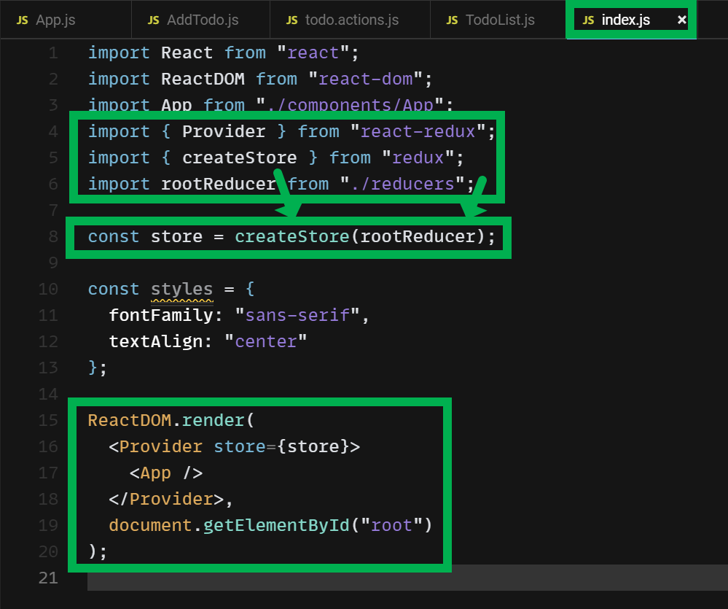 JS App.js JS AddTodo.js JS todo.actions.js JS TodoList.js JS index.js ×
1 import React from "react";
2 import ReactDOM from "react-dom";
3 import App from "./components/App";
4 import { Provider } from "react-redux";
5 import { createStore } from "redux";
6 import rootReducer from "./reducers";
7
8 const store = createStore(rootReducer);
9
10 const styles = {
11   fontFamily: "sans-serif",
12   textAlign: "center"
13 };
14
15 ReactDOM.render(
16   <Provider store={store}>
17     <App />
18   </Provider>,
19   document.getElementById("root")
20 );
21